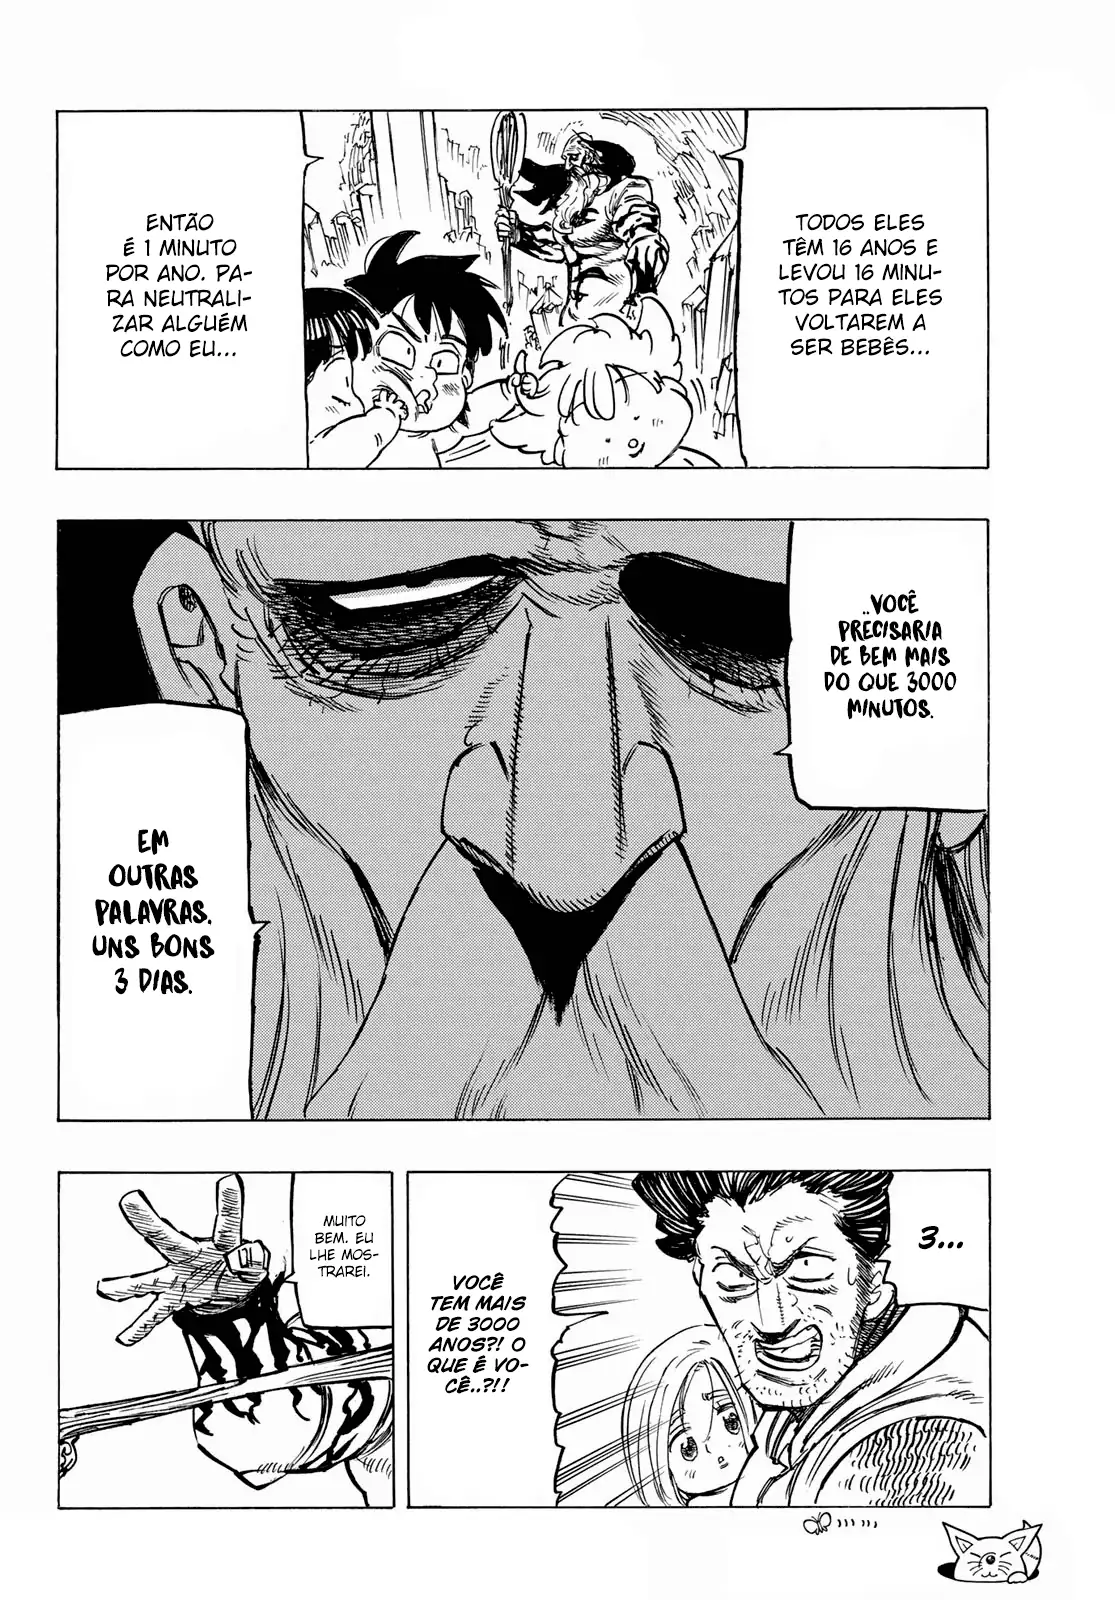 TODOS ELES
TÊM 16 ANOS E
LEVOU 16 MINU-
TOS PARA ELES
VOLTAREM A
SER BEBÊS...
ENTÃO
É 1 MINUTO
POR ANO. PA-
RA NEUTRALI-
ZAR ALGUÉM
COMO EU...
..VOCÊ
PRECISARIA
DE BEM MAIS
DO QUE 3000
MINUTOS.
EM
OUTRAS
PALAVRAS.
UNS BONS
3 DIAS.
3...
VOCÊ
TEM MAIS
DE 3000
ANOS?! O
QUE É VO-
CÊ..?!!
MUITO
BEM. EU
LHE MOS-
TRAREI.